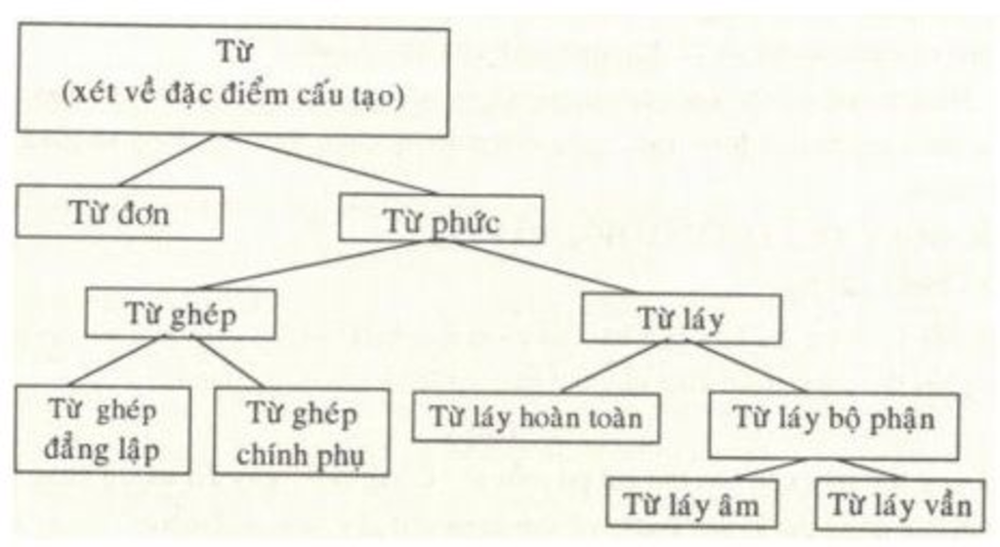 Từ
(xét về đặc điểm cấu tạo)
Từ đơn
Từ phức
Từ ghép
Từ láy
Từ ghép
đẳng lập
Từ ghép
chính phụ
Từ láy hoàn toàn
Từ láy bộ phận
Từ láy âm
Từ láy vần